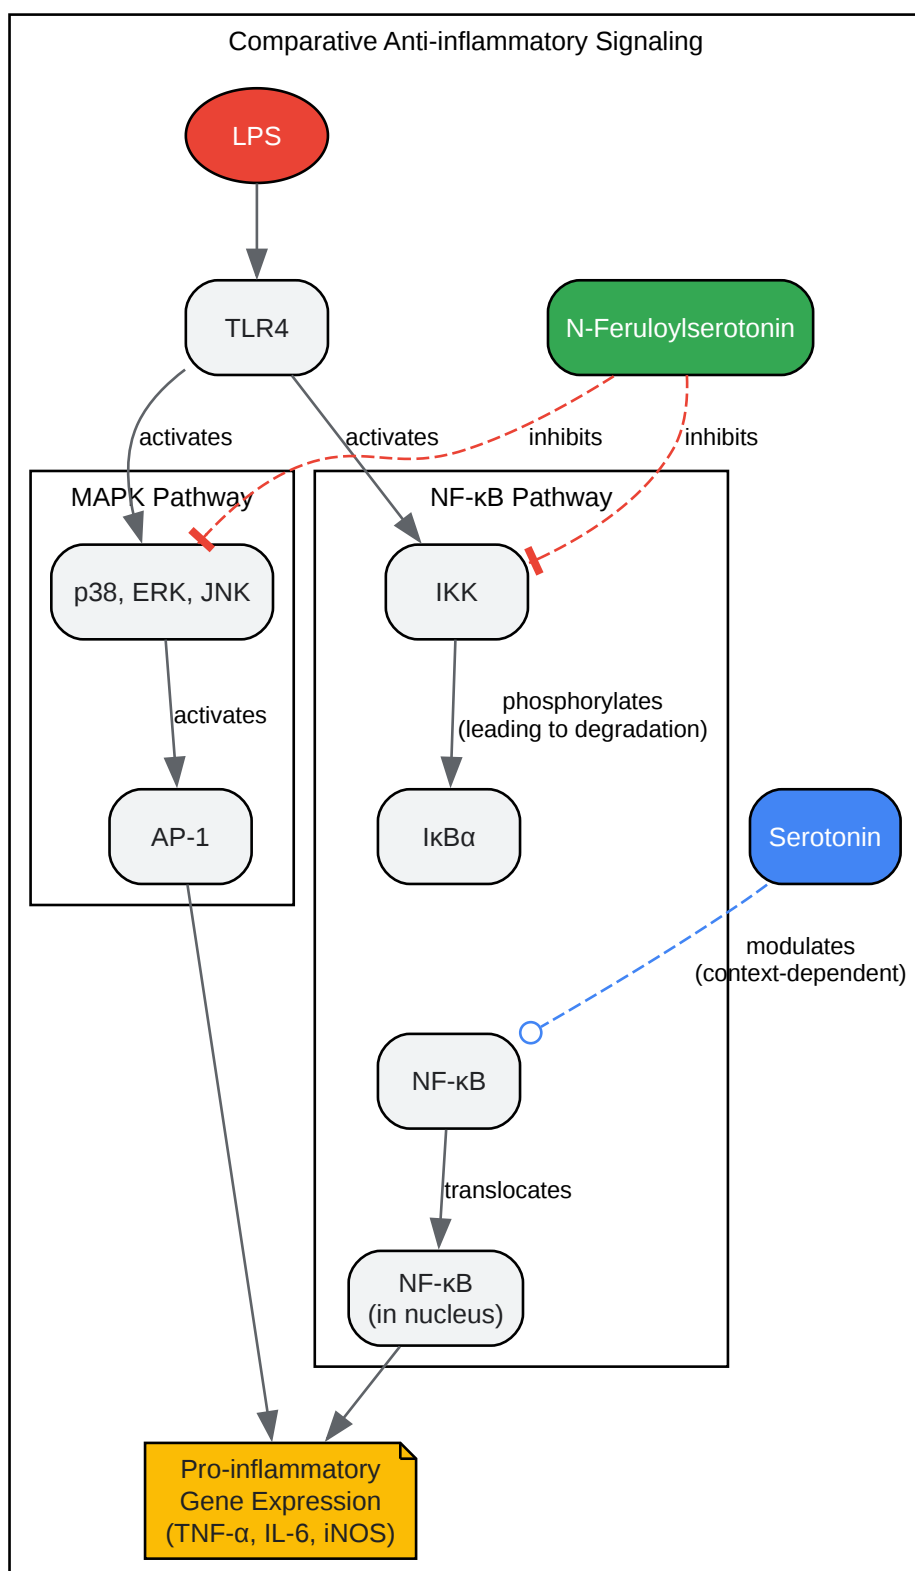 Comparative Anti-inflammatory Signaling
LPS
TLR4
N-Feruloylserotonin
activates
activates
inhibits
inhibits
MAPK Pathway
NF-κB Pathway
p38, ERK, JNK
IKK
activates
phosphorylates
(leading to degradation)
AP-1
IκBα
Serotonin
modulates
(context-dependent)
NF-κB
translocates
NF-κB
(in nucleus)
Pro-inflammatory
Gene Expression
(TNF-α, IL-6, iNOS)